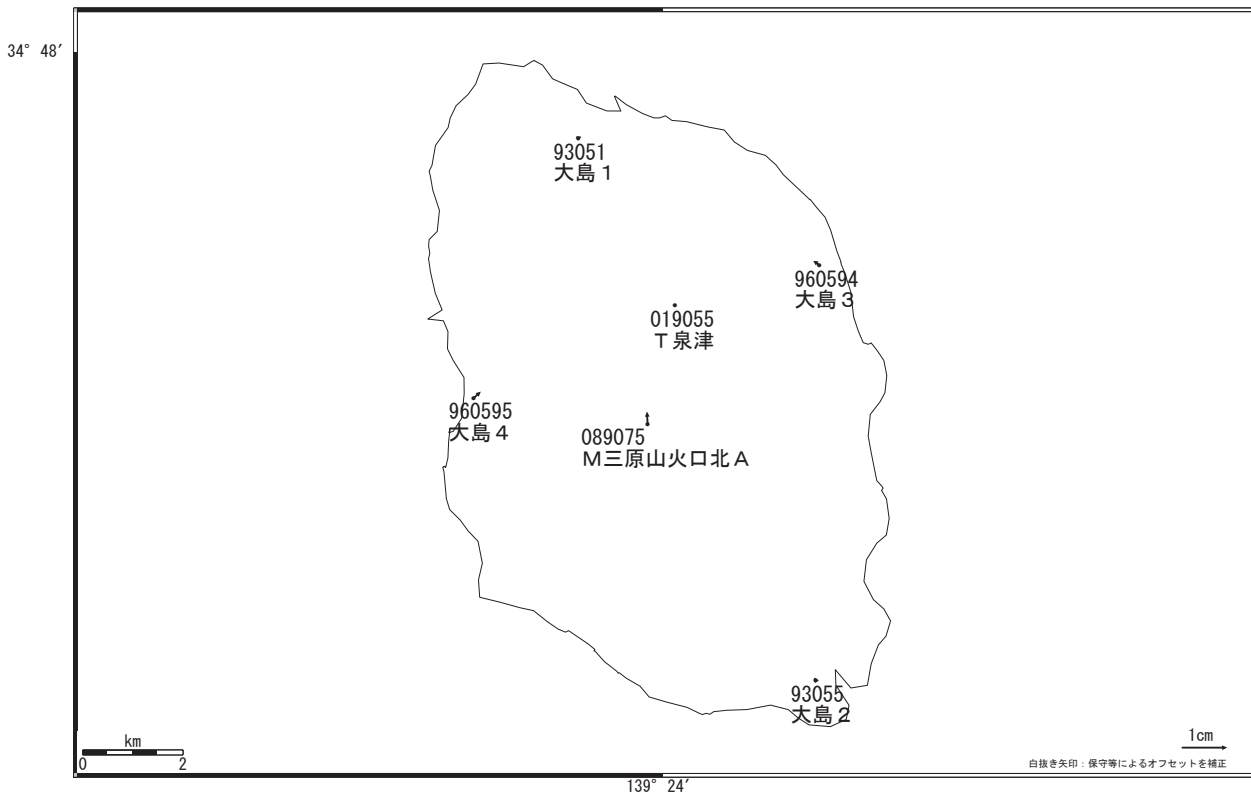 34° 48′
93051
大島１
960594
大島３
019055
Ｔ泉津
960595
大島４
089075
Ｍ三原山火口北Ａ
93055
大島２
km
0 2
1cm
白抜き矢印：保守等によるオフセットを補正
139° 24′